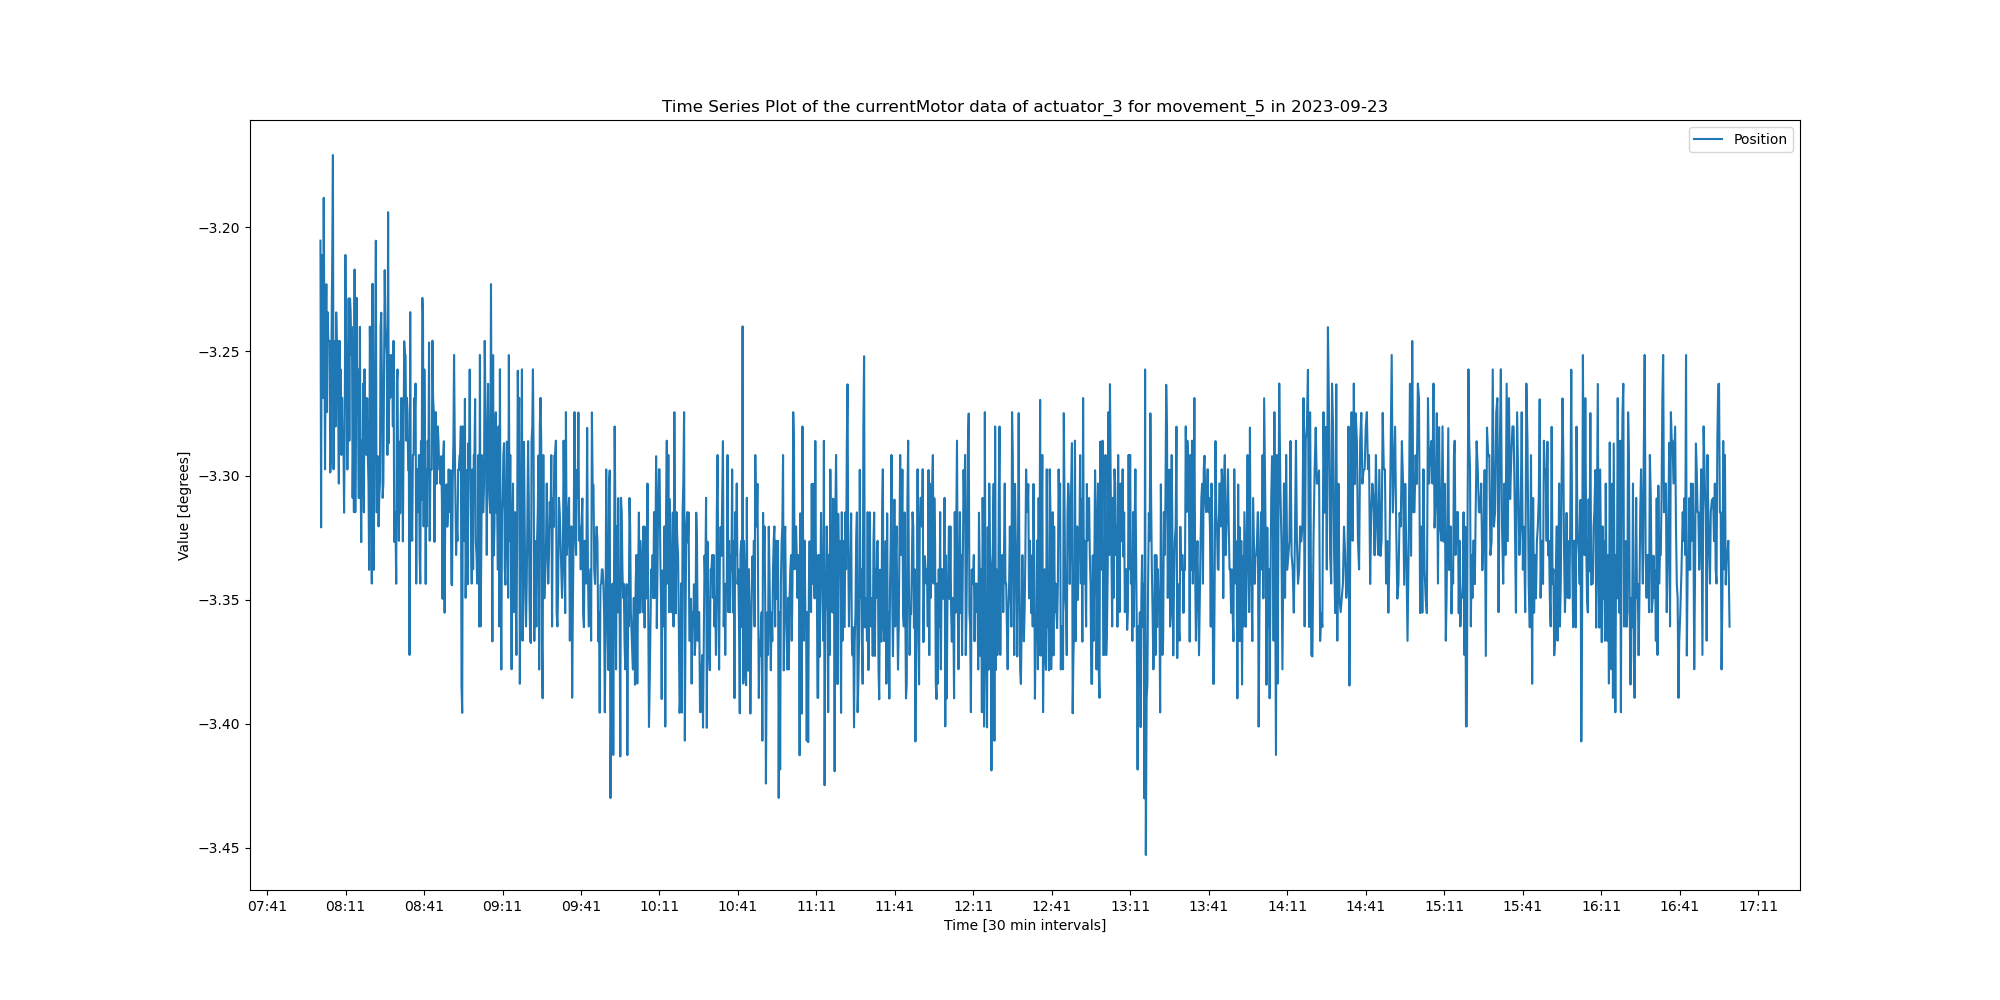 Time Series Plot of the currentMotor data of actuator_3 for movement_5 in 2023-09-23
Position
−3.20
−3.25
−3.30
−3.35
−3.40
−3.45
Value [degrees]
07:41 08:11 08:41 09:11 09:41 10:11 10:41 11:11 11:41 12:11 12:41 13:11 13:41 14:11 14:41 15:11 15:41 16:11 16:41 17:11
Time [30 min intervals]